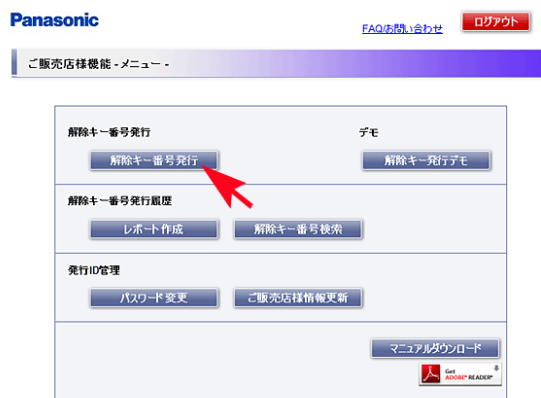 Panasonic
FAQ/お問い合わせ
ログアウト
ご販売店様機能 - メニュー -
解除キー番号発行 デモ
解除キー番号発行 解除キー発行デモ
解除キー番号発行履歴
レポート作成 解除キー番号検索
発行ID管理
パスワード変更 ご販売店様情報更新
マニュアルダウンロード
Get
ADOBE® READER®